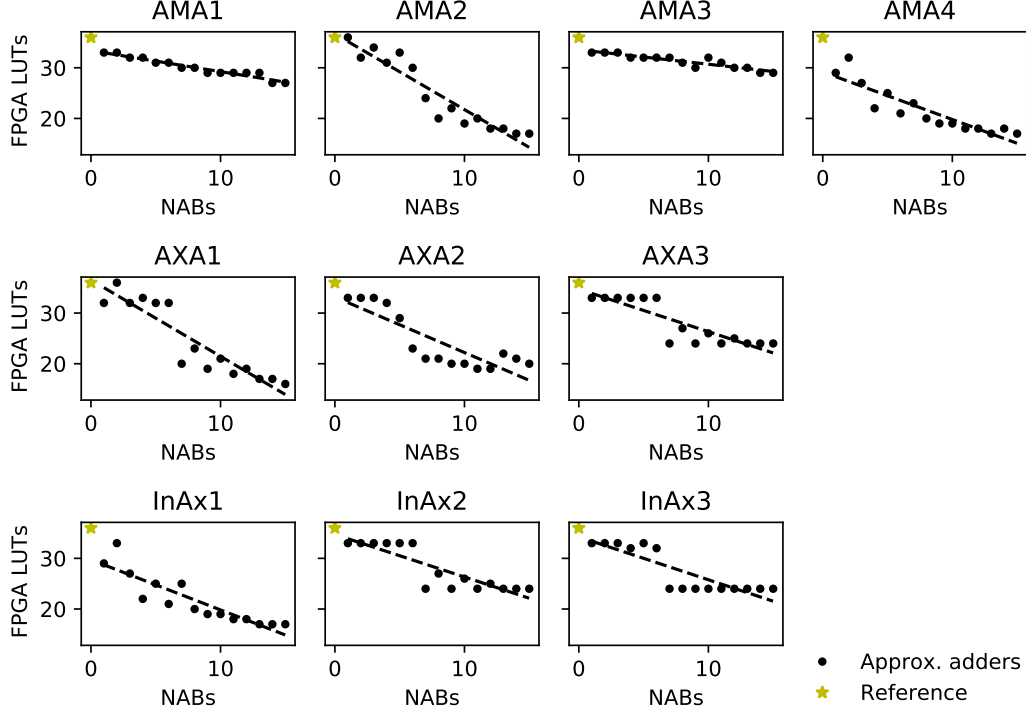 AMA1 AMA2 AMA3 AMA4
FPGA LUTs
30
20
0 10 0 10 0 10 0 10
NABs NABs NABs NABs
AXA1 AXA2 AXA3
FPGA LUTs
30
20
0 10 0 10 0 10
NABs NABs NABs
InAx1 InAx2 InAx3
FPGA LUTs
30
20
0 10 0 10 0 10
NABs NABs NABs
Approx. adders
Reference